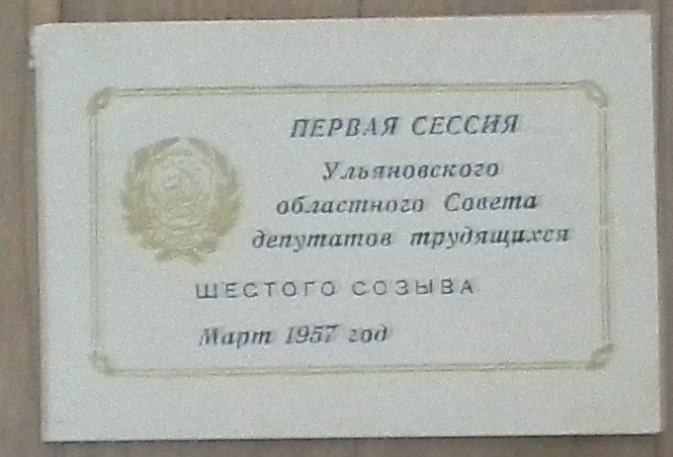 ПЕРВАЯ СЕССИЯ
Ульяновского
областного Совета
депутатов трудящихся
ШЕСТОГО СОЗЫВА
Март 1957 год